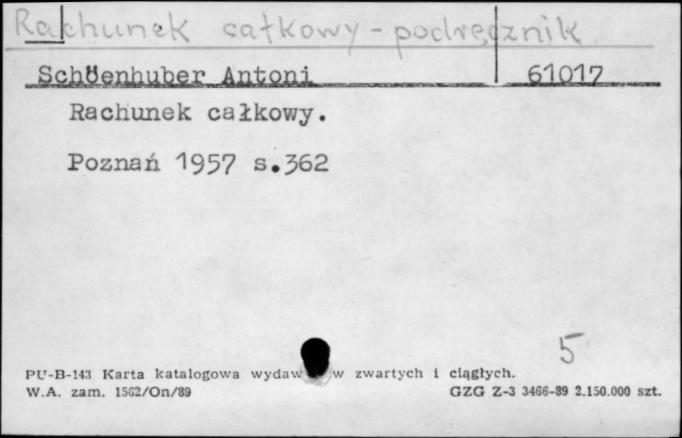 Rachunek całkowy - podręcznik
Schöenhuber Antoni 61017
Rachunek całkowy.
Poznań 1957 s.362
5
PU-B-143 Karta katalogowa wydaw w zwartych i ciągłych.
W.A. zam. 1562/On/89 GZG Z-3 3466-89 2.150.000 szt.